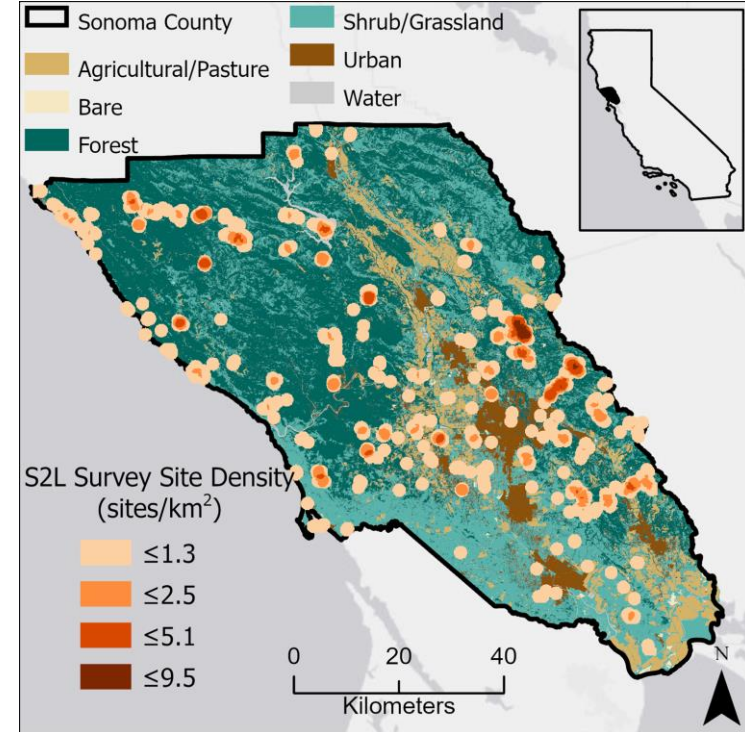 Sonoma County
Agricultural/Pasture
Bare
Forest
Shrub/Grassland
Urban
Water
S2L Survey Site Density
(sites/km²)
≤1.3
≤2.5
≤5.1
≤9.5
0 20 40
Kilometers
N